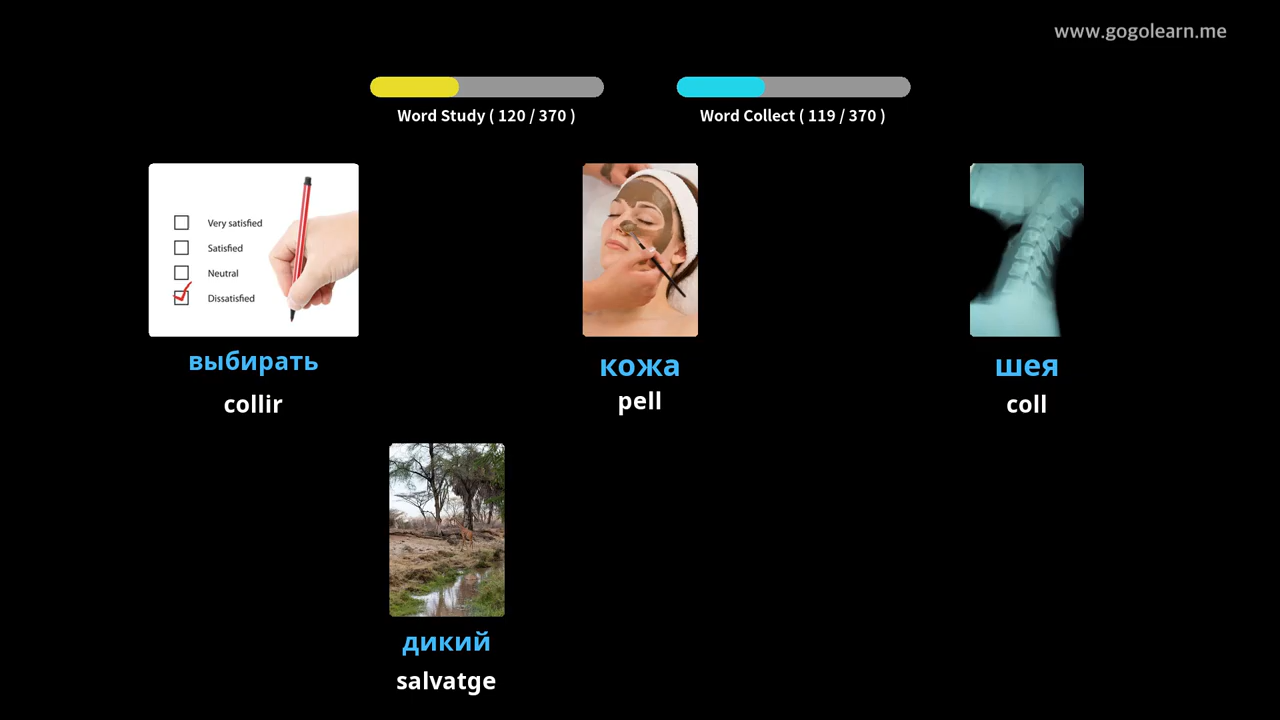 www.gogolearn.me
Word Study ( 120 / 370 )
Word Collect ( 119 / 370 )
Very satisfied
Satisfied
Neutral
Dissatisfied
выбирать
collir
кожа
pell
шея
coll
дикий
salvatge